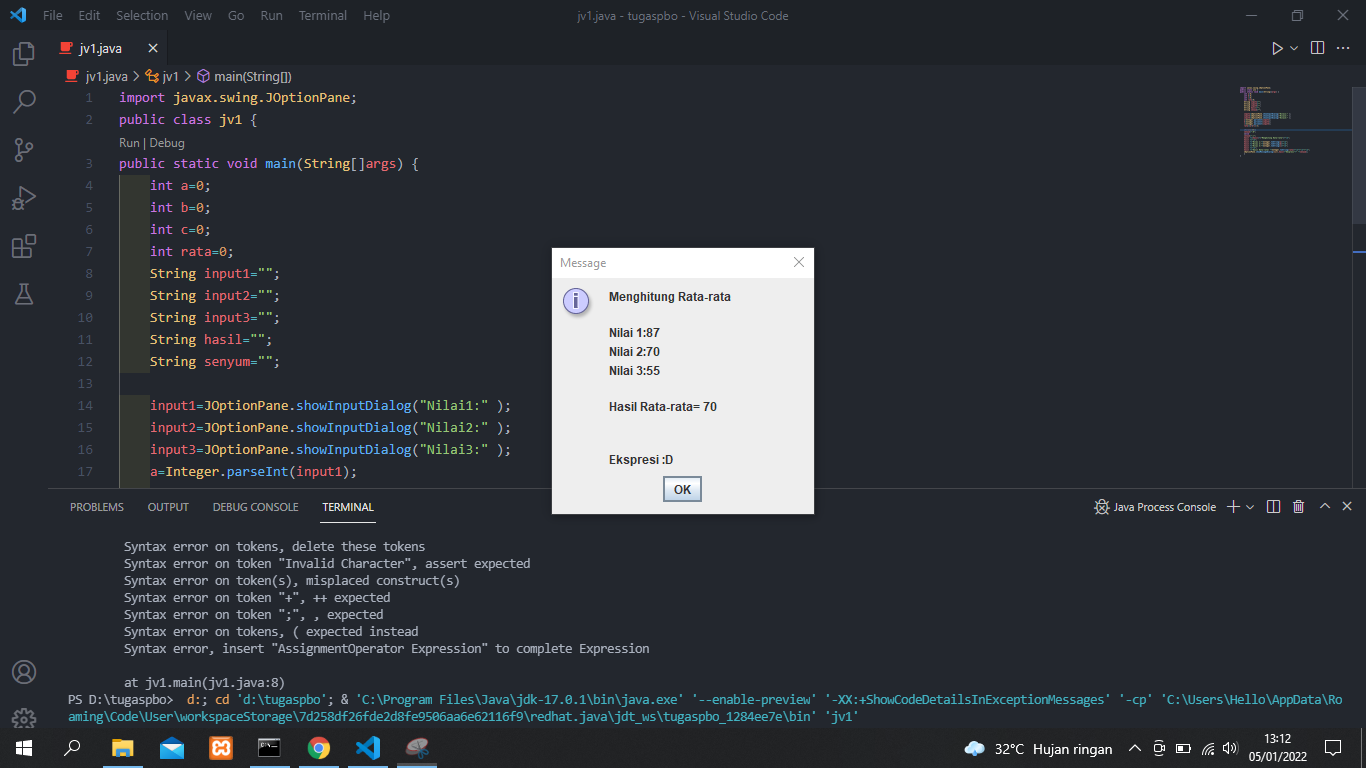 File Edit Selection View Go Run Terminal Help
jv1.java - tugaspbo - Visual Studio Code
jv1.java
jv1.java > jv1 > main(String[])
1 import javax.swing.JOptionPane;
2 public class jv1 {
Run | Debug
3 public static void main(String[]args) {
4 int a=0;
5 int b=0;
6 int c=0;
7 int rata=0;
8 String input1="";
9 String input2="";
10 String input3="";
11 String hasil="";
12 String senyum="";
13
14 input1=JOptionPane.showInputDialog("Nilai1:" );
15 input2=JOptionPane.showInputDialog("Nilai2:" );
16 input3=JOptionPane.showInputDialog("Nilai3:" );
17 a=Integer.parseInt(input1);
Message
Menghitung Rata-rata
Nilai 1:87
Nilai 2:70
Nilai 3:55
Hasil Rata-rata= 70
Ekspresi :D
OK
PROBLEMS OUTPUT DEBUG CONSOLE TERMINAL
Java Process Console
Syntax error on tokens, delete these tokens
Syntax error on token "Invalid Character", assert expected
Syntax error on token(s), misplaced construct(s)
Syntax error on token "+", ++ expected
Syntax error on token ";", , expected
Syntax error on tokens, ( expected instead
Syntax error, insert "AssignmentOperator Expression" to complete Expression
at jv1.main(jv1.java:8)
PS D:\tugaspbo> d:; cd 'd:\tugaspbo'; & 'C:\Program Files\Java\jdk-17.0.1\bin\java.exe' '--enable-preview' '-XX:+ShowCodeDetailsInExceptionMessages' '-cp' 'C:\Users\Hello\AppData\Ro
aming\Code\User\workspaceStorage\7d258df26fde2d8fe9506aa6e62116f9\redhat.java\jdt_ws\tugaspbo_1284ee7e\bin' 'jv1'
32°C Hujan ringan
13:12
05/01/2022